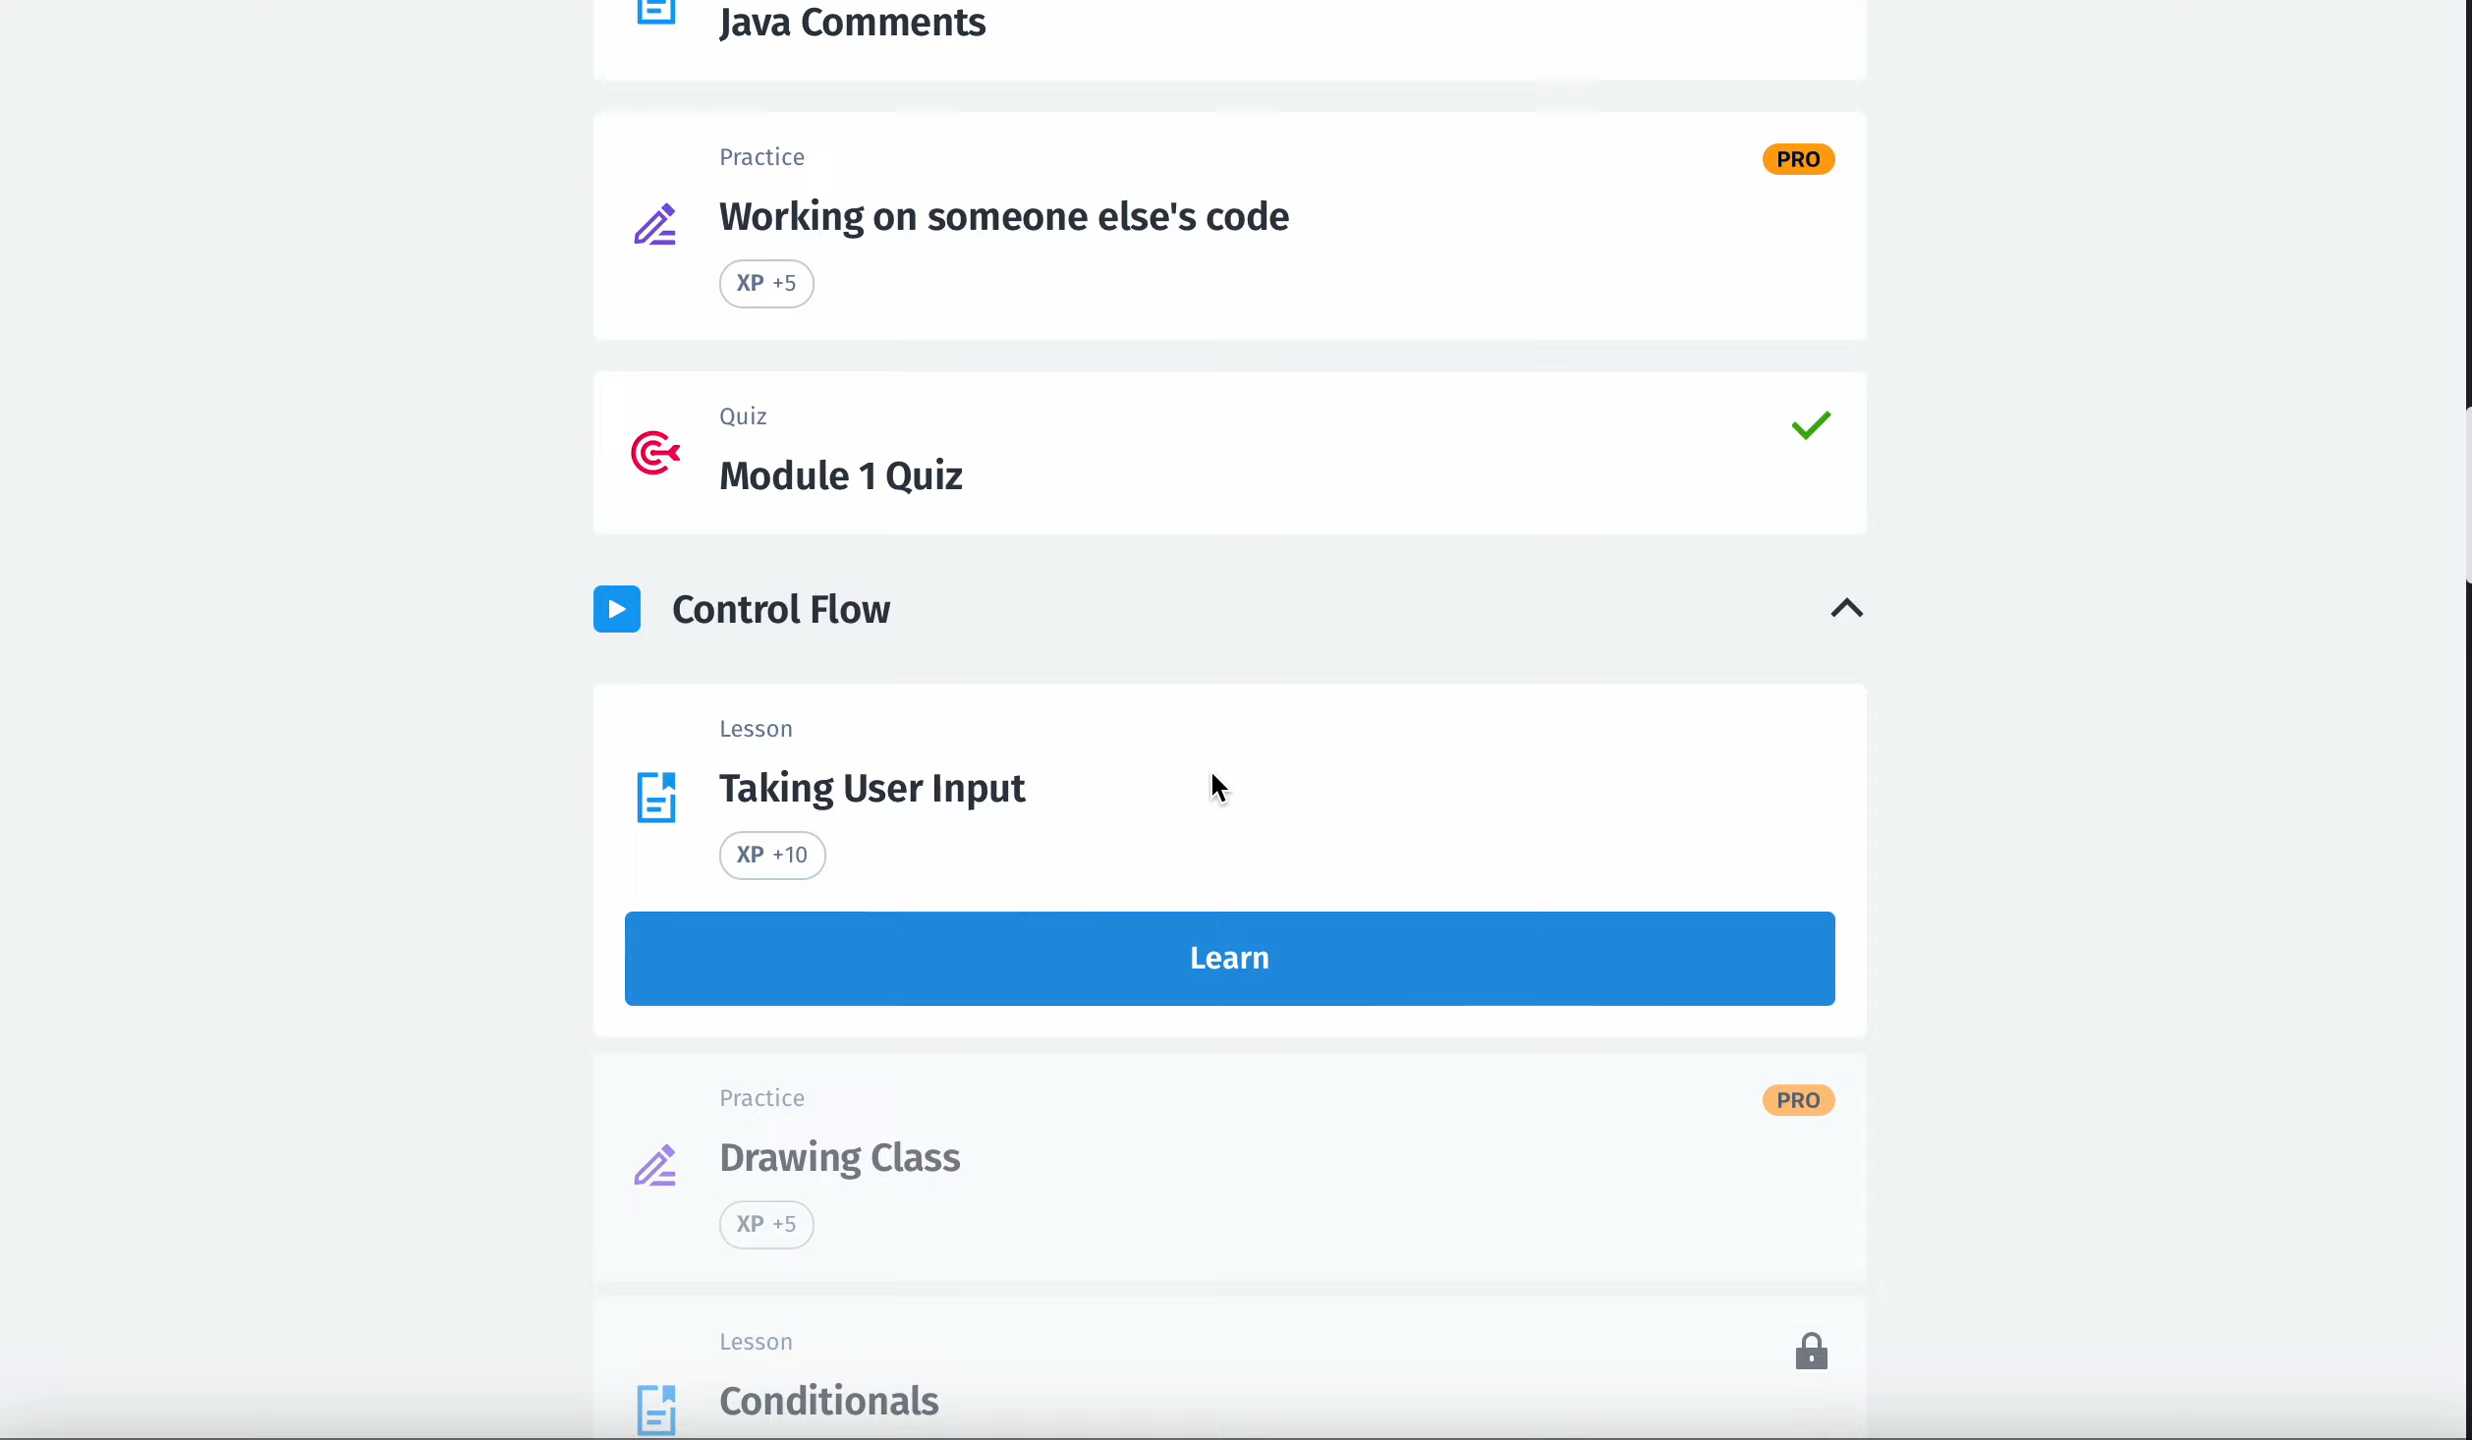 Java Comments
Practice
PRO
Working on someone else's code
XP +5
Quiz
Module 1 Quiz
Control Flow
Lesson
Taking User Input
XP +10
Learn
Practice
PRO
Drawing Class
XP +5
Lesson
Conditionals